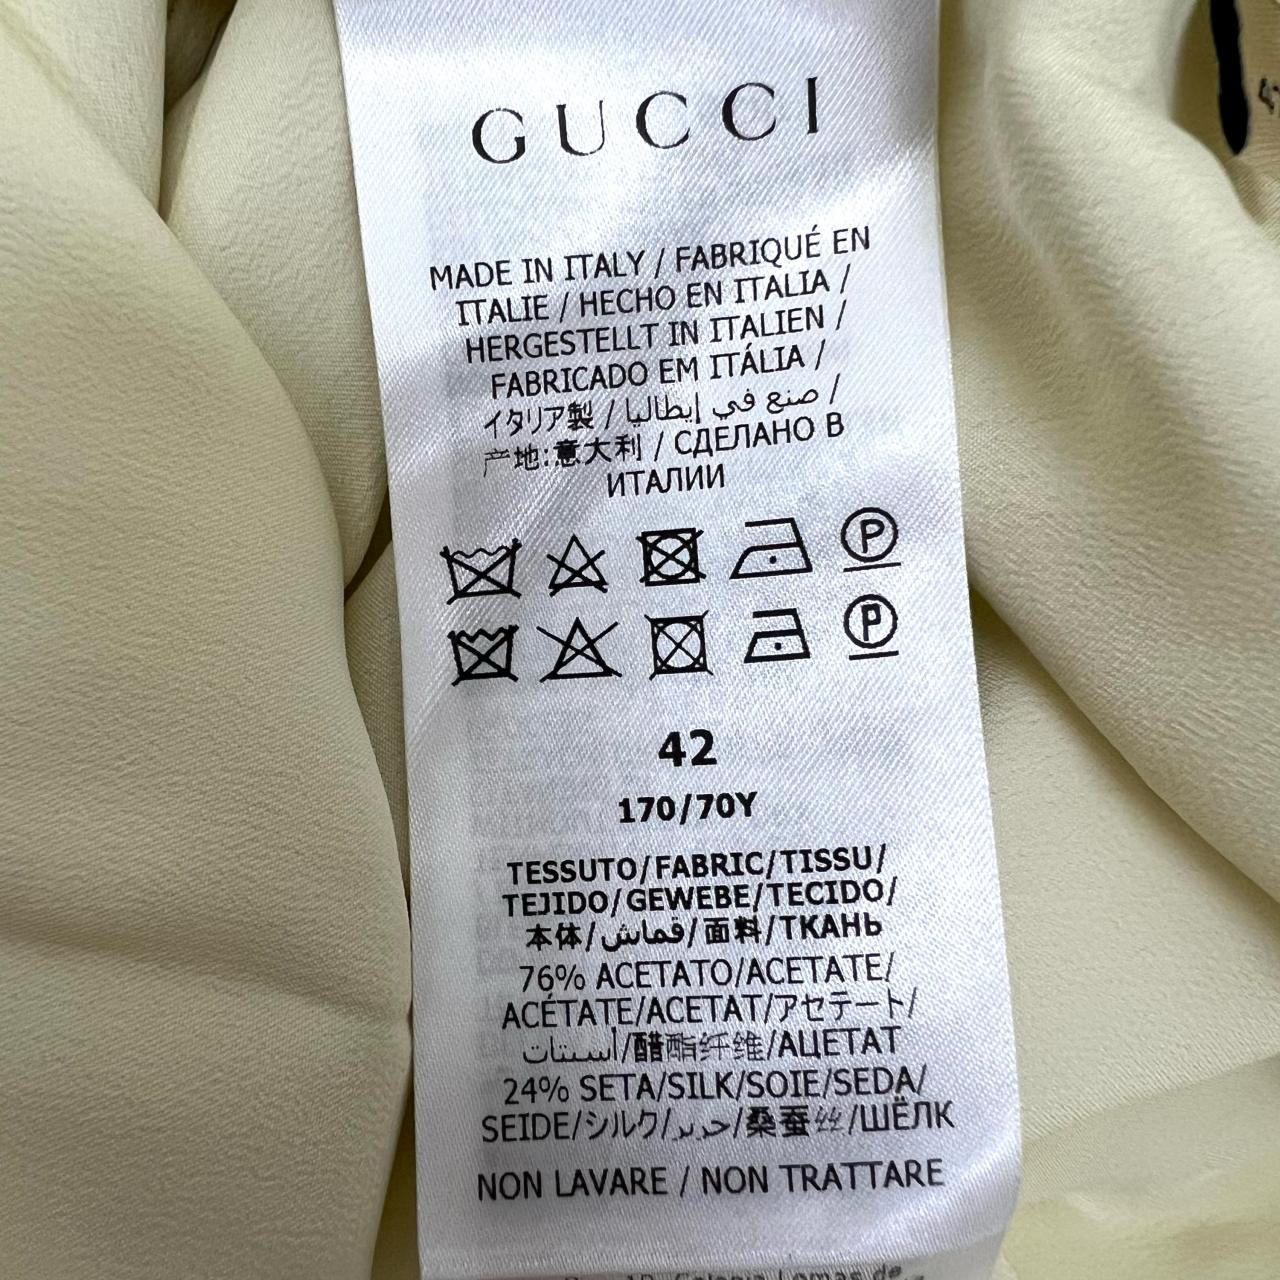 GUCCI
MADE IN ITALY / FABRIQUÉ EN
ITALIE / HECHO EN ITALIA /
HERGESTELLT IN ITALIEN /
FABRICADO EM ITÁLIA /
イタリア製 / صنع في إيطاليا /
产地:意大利 / СДЕЛАНО В
ИТАЛИИ
P
P
42
170/70Y
TESSUTO/FABRIC/TISSU/
TEJIDO/GEWEBE/TECIDO/
本体/قماش/面料/ТКАНЬ
76% ACETATO/ACETATE/
ACÉTATE/ACETAT/アセテート/
أستات/醋酯纤维/АЦЕТАТ
24% SETA/SILK/SOIE/SEDA/
SEIDE/シルク/حرير/桑蚕丝/ШЁЛК
NON LAVARE / NON TRATTARE
Colonia Lomas de